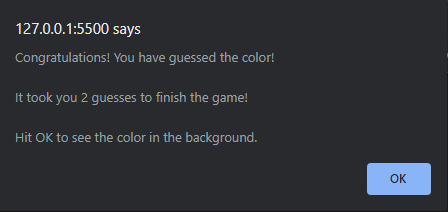 127.0.0.1:5500 says
Congratulations! You have guessed the color!
It took you 2 guesses to finish the game!
Hit OK to see the color in the background.
OK